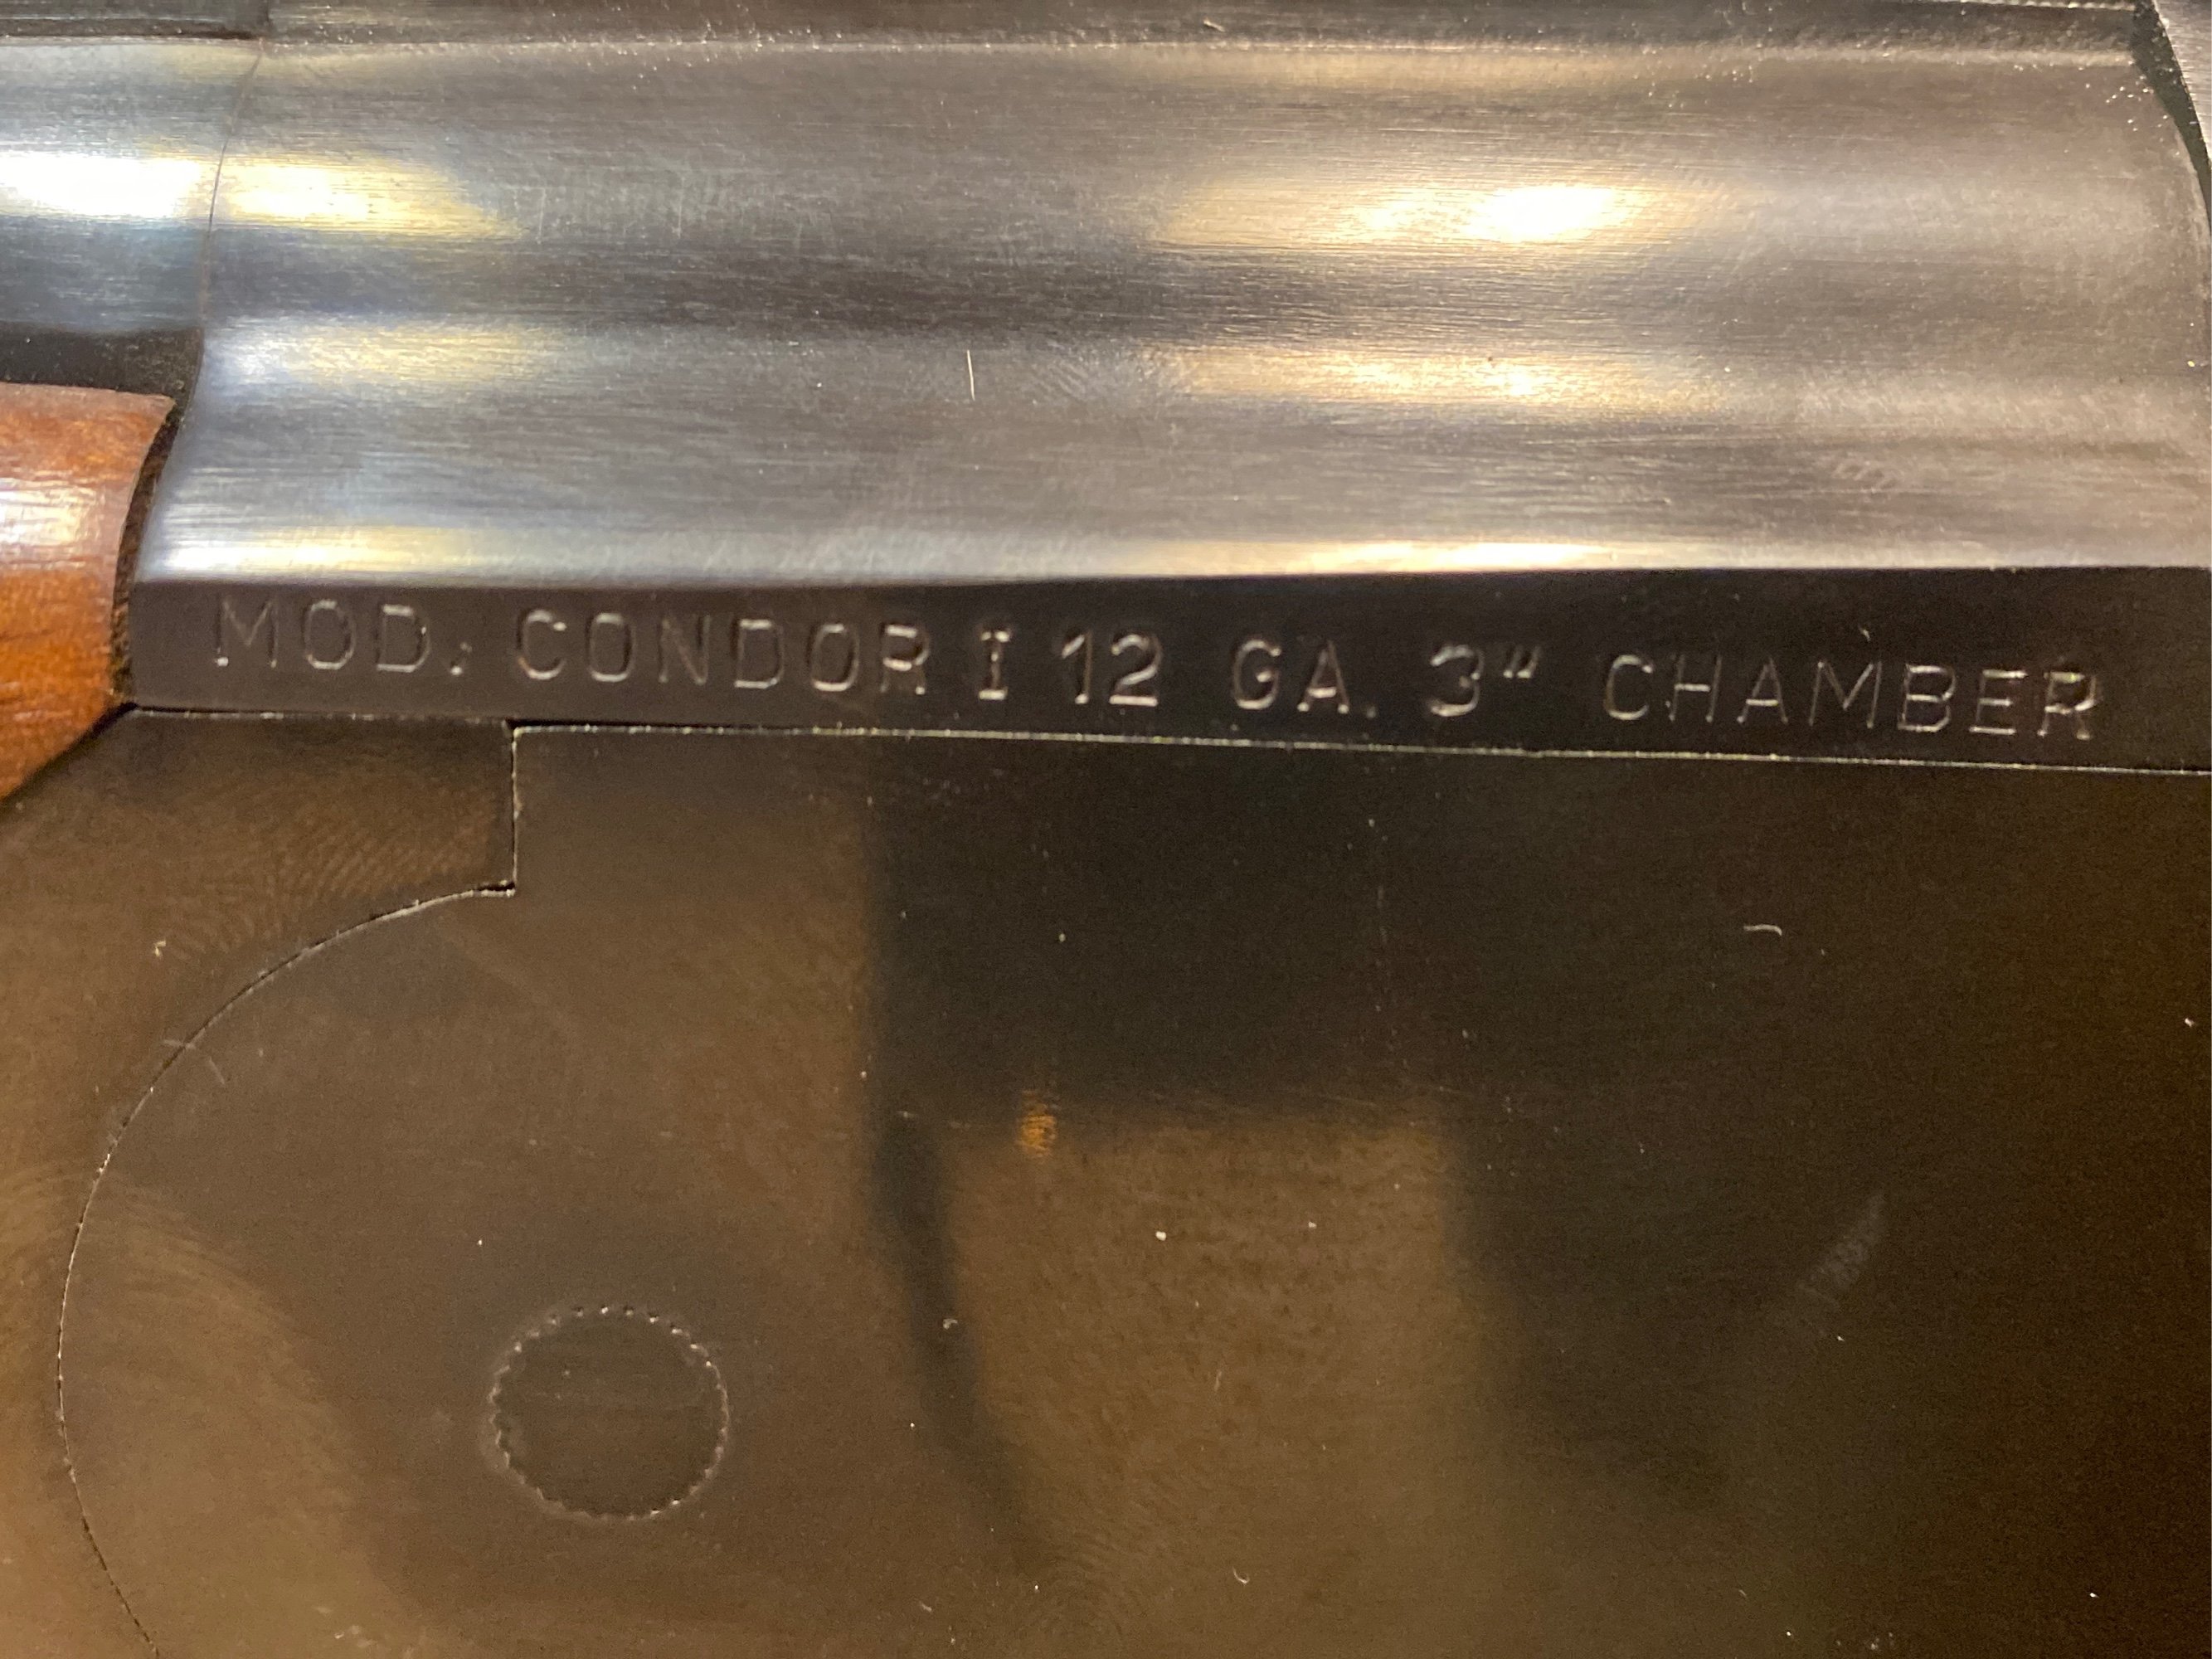 MOD. CONDOR I 12 GA. 3" CHAMBER